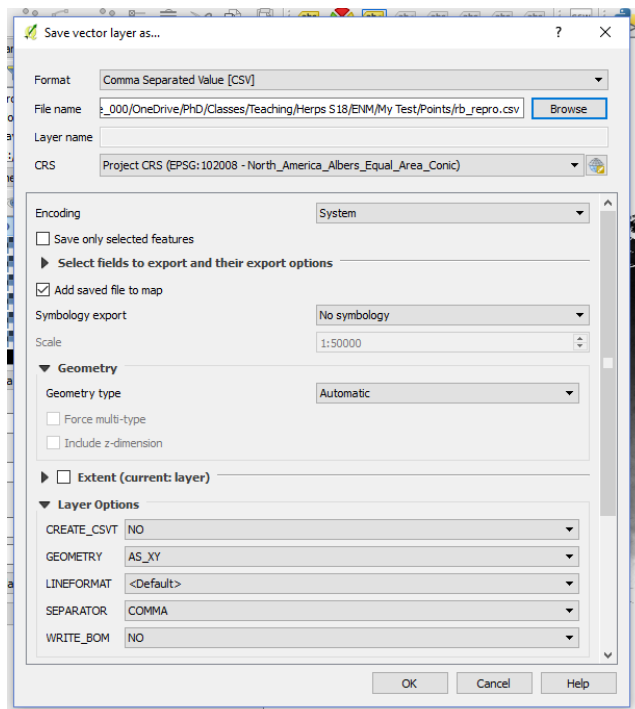 Save vector layer as...
?
Format
Comma Separated Value [CSV]
File name
e_000/OneDrive/PhD/Classes/Teaching/Herps S18/ENM/My Test/Points/rb_repro.csv
Browse
Layer name
CRS
Project CRS (EPSG:102008 - North_America_Albers_Equal_Area_Conic)
Encoding
System
Save only selected features
Select fields to export and their export options
Add saved file to map
Symbology export
No symbology
Scale
1:50000
Geometry
Geometry type
Automatic
Force multi-type
Include z-dimension
Extent (current: layer)
Layer Options
CREATE_CSVT
NO
GEOMETRY
AS_XY
LINEFORMAT
<Default>
SEPARATOR
COMMA
WRITE_BOM
NO
OK
Cancel
Help